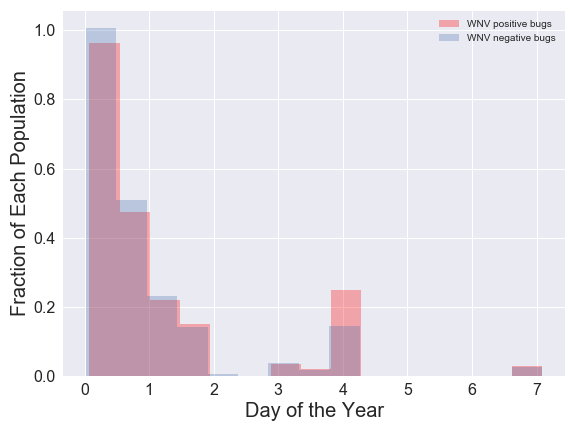 WNV positive bugs
WNV negative bugs
Fraction of Each Population
1.0
0.8
0.6
0.4
0.2
0.0
0 1 2 3 4 5 6 7
Day of the Year